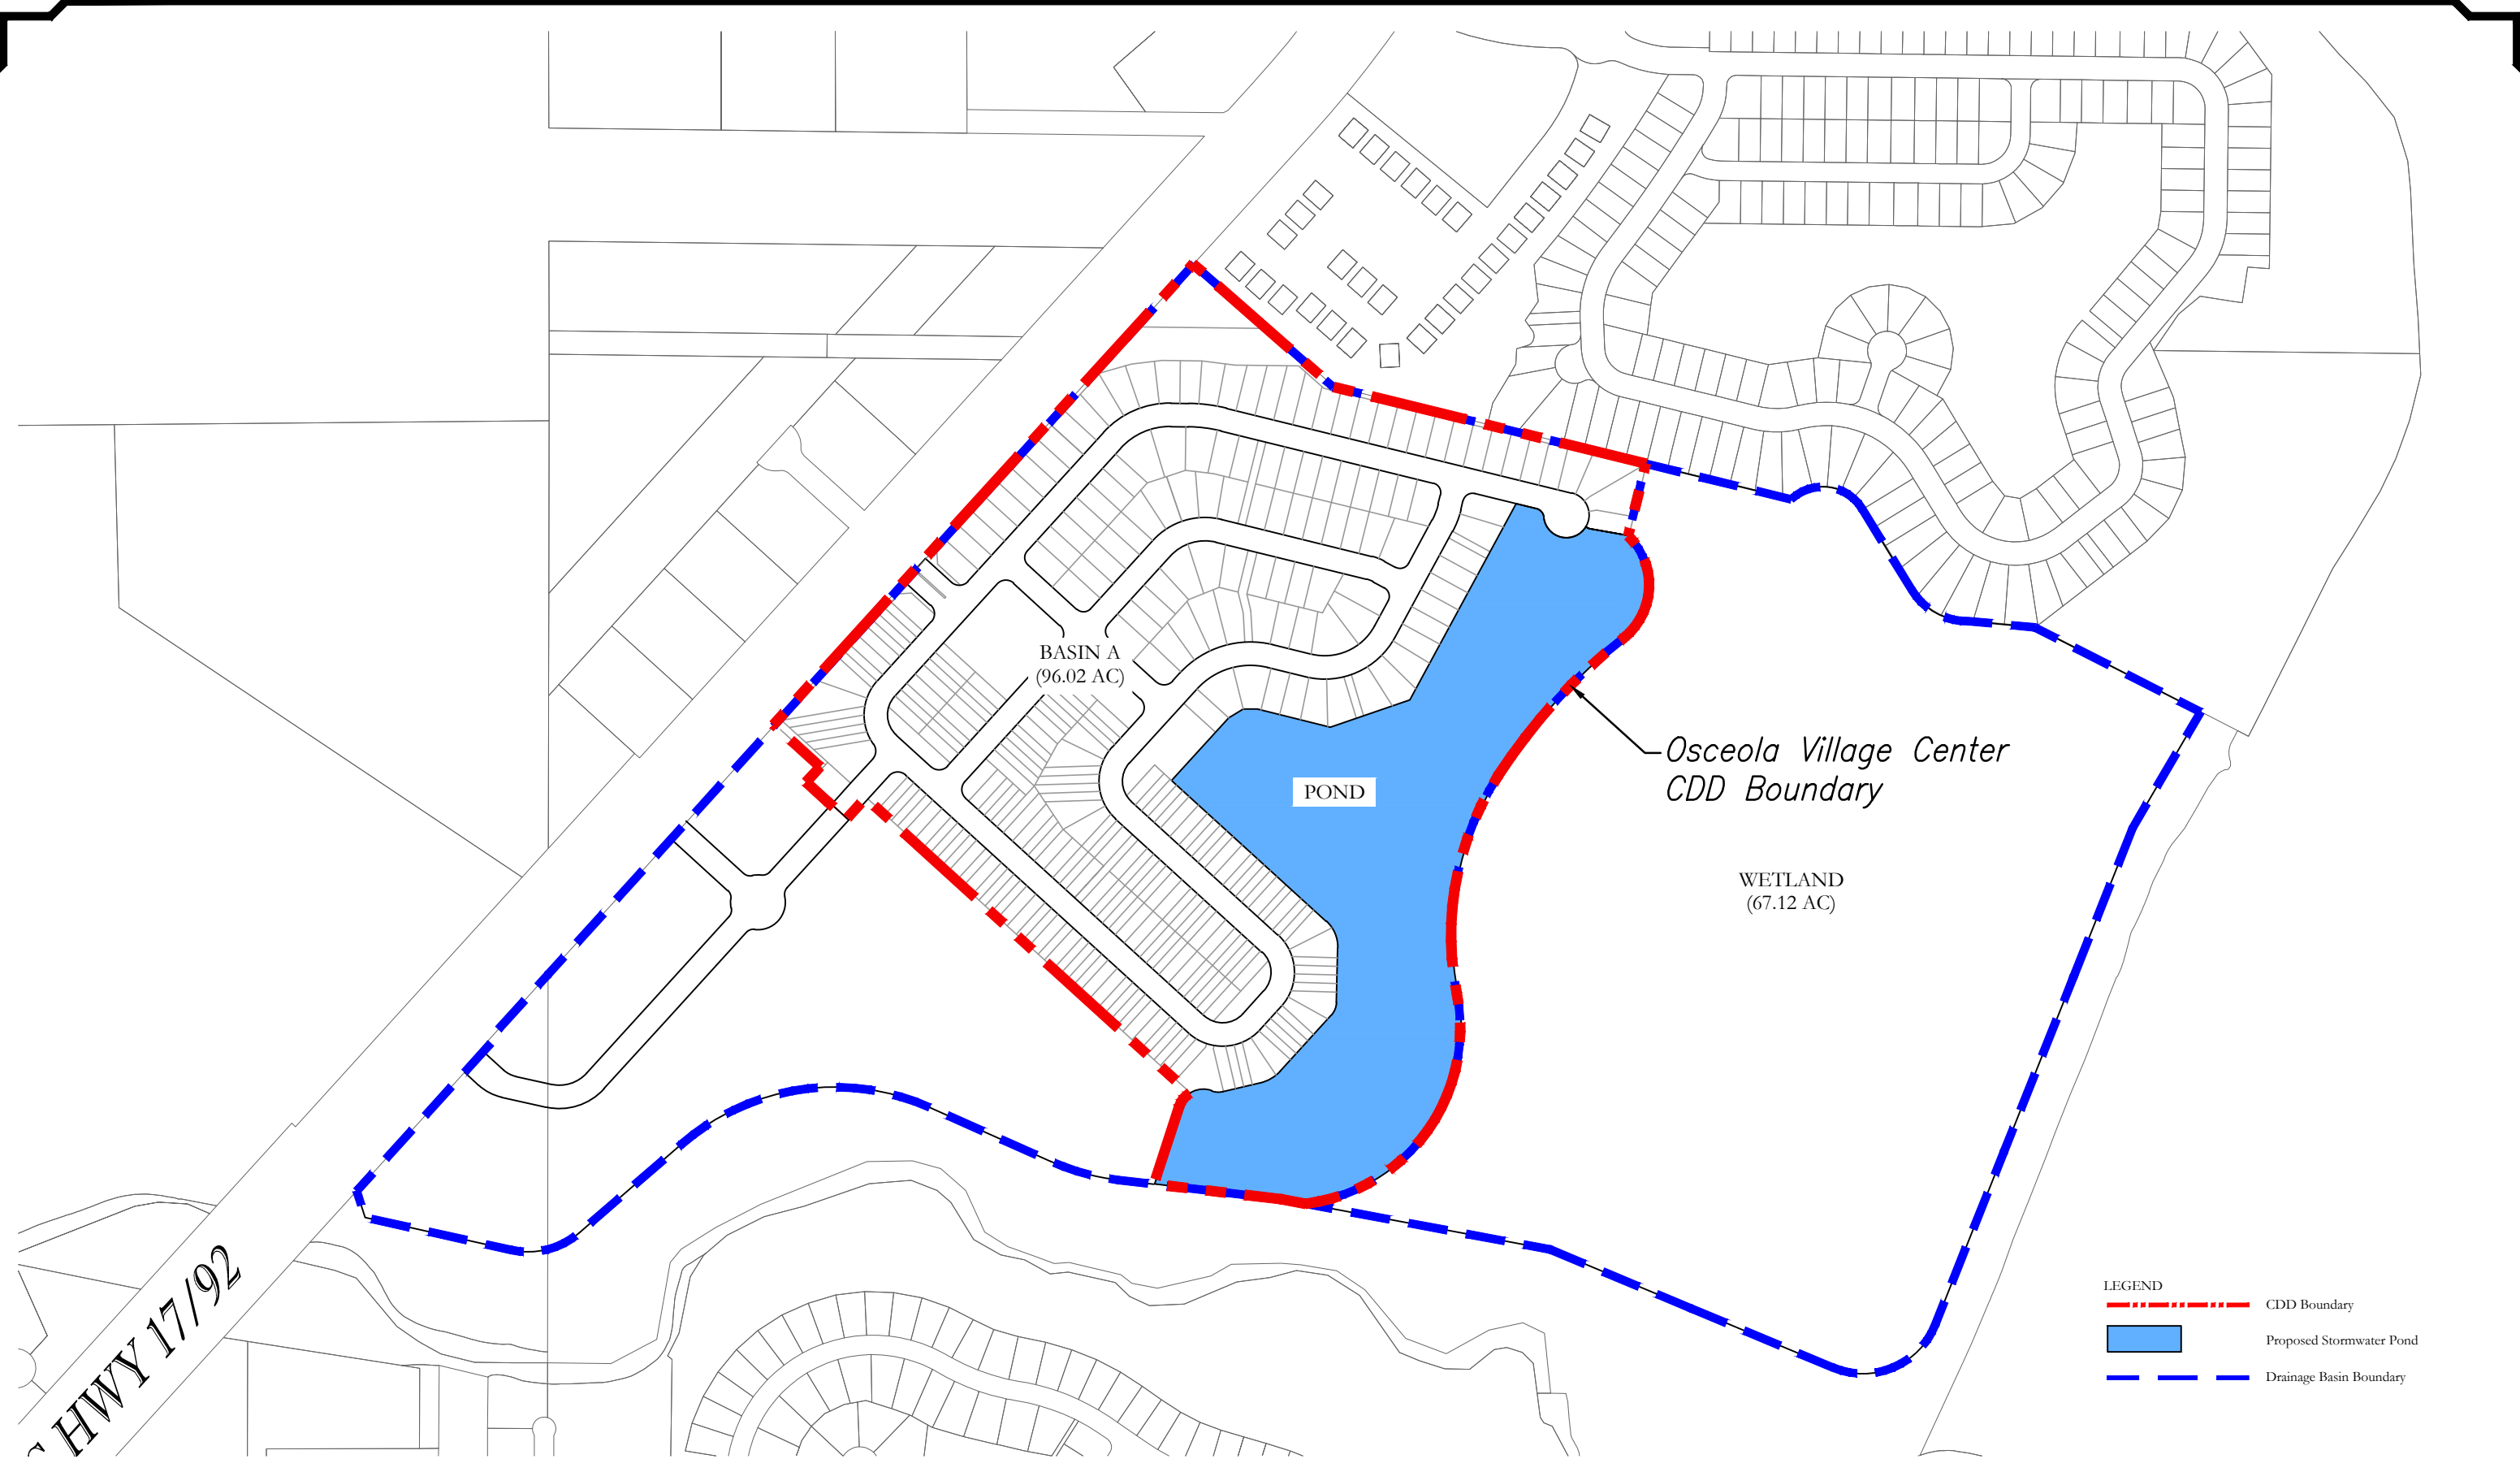 BASIN A
(96.02 AC)
POND
Osceola Village Center
CDD Boundary
WETLAND
(67.12 AC)
HWY 17/92
LEGEND
CDD Boundary
Proposed Stormwater Pond
Drainage Basin Boundary